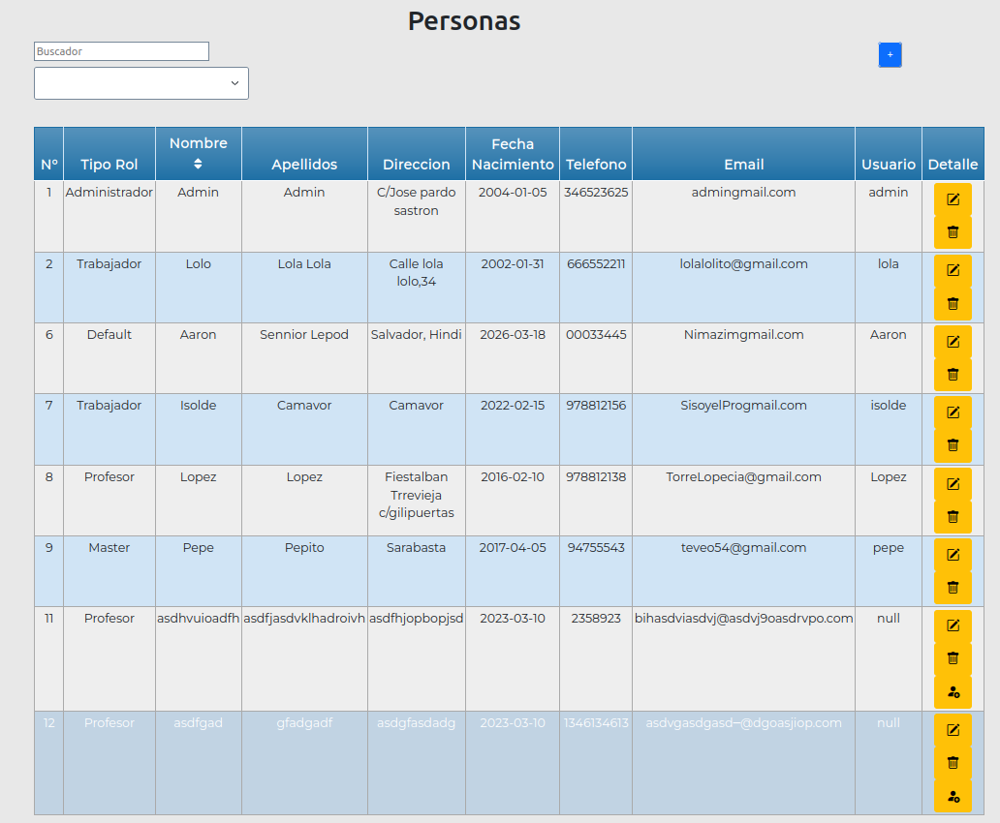 Personas
Buscador
+
Nº Tipo Rol Nombre Apellidos Direccion Fecha Nacimiento Telefono Email Usuario Detalle
1 Administrador Admin Admin C/Jose pardo sastron 2004-01-05 346523625 admingmail.com admin
2 Trabajador Lolo Lola Lola Calle lola lolo,34 2002-01-31 666552211 lolalolito@gmail.com lola
6 Default Aaron Sennior Lepod Salvador, Hindi 2026-03-18 00033445 Nimazimgmail.com Aaron
7 Trabajador Isolde Camavor Camavor 2022-02-15 978812156 SisoyelProgmail.com isolde
8 Profesor Lopez Lopez Fiestalban Trrevieja c/gilipuertas 2016-02-10 978812138 TorreLopecia@gmail.com Lopez
9 Master Pepe Pepito Sarabasta 2017-04-05 94755543 teveo54@gmail.com pepe
11 Profesor asdhvuioadfh asdfjasdvklhadroivh asdfhjopbopjsd 2023-03-10 2358923 bihasdviasdvj@asdvj9oasdrvpo.com null
12 Profesor asdfgad gfadgadf asdgfasdadg 2023-03-10 1346134613 asdvgasdgasd—@dgoasjiop.com null